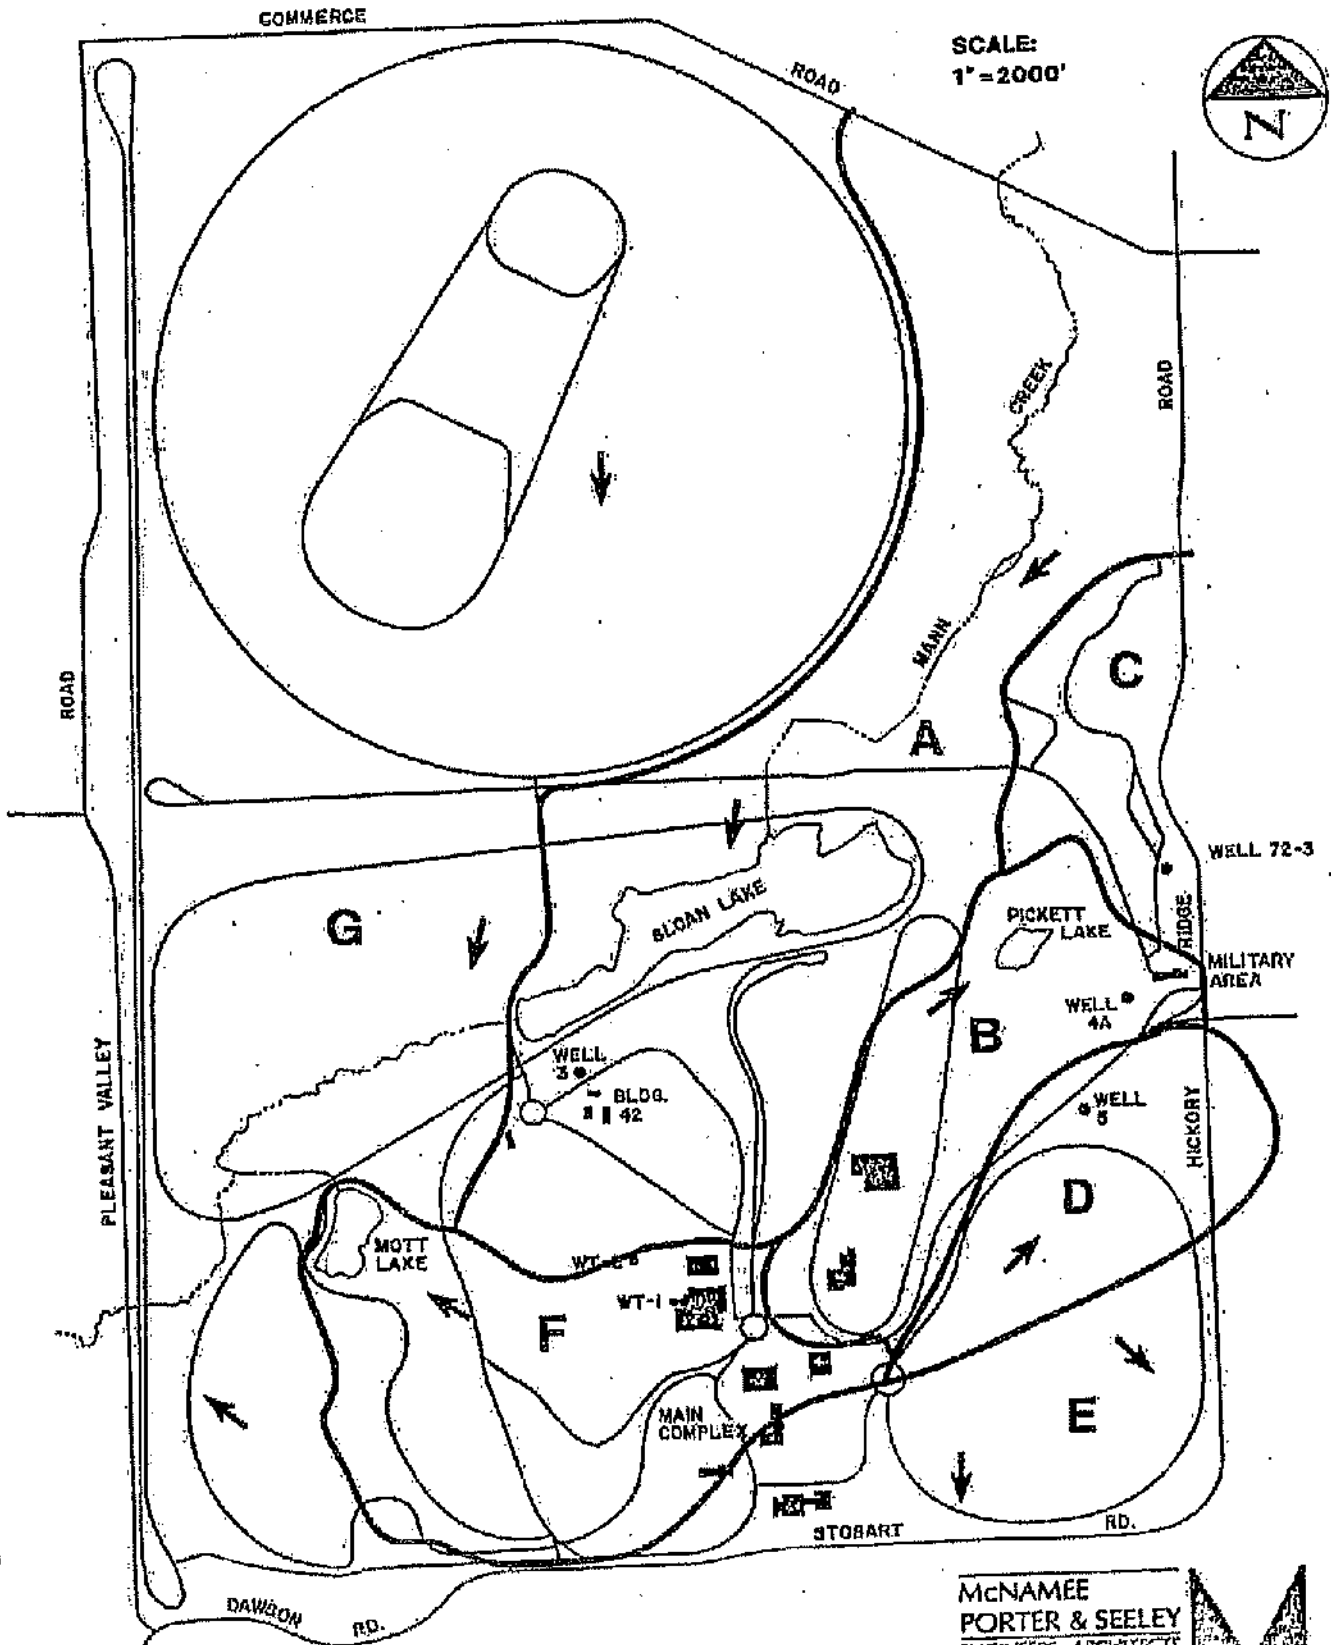 COMMERCE
ROAD
SCALE:
1"=2000'
N
CREEK
ROAD
MANN
C
ROAD
A
WELL 72-3
G
SLOAN LAKE
PICKETT
LAKE
RIDGE
MILITARY
AREA
WELL
4A
B
PLEASANT VALLEY
WELL
3
BLDG.
42
WELL
5
HICKORY
D
MOTT
LAKE
WT-1
F
MAIN
COMPLEX
E
STOBART
RD.
DAWSON
RD.
McNAMEE
PORTER & SEELEY